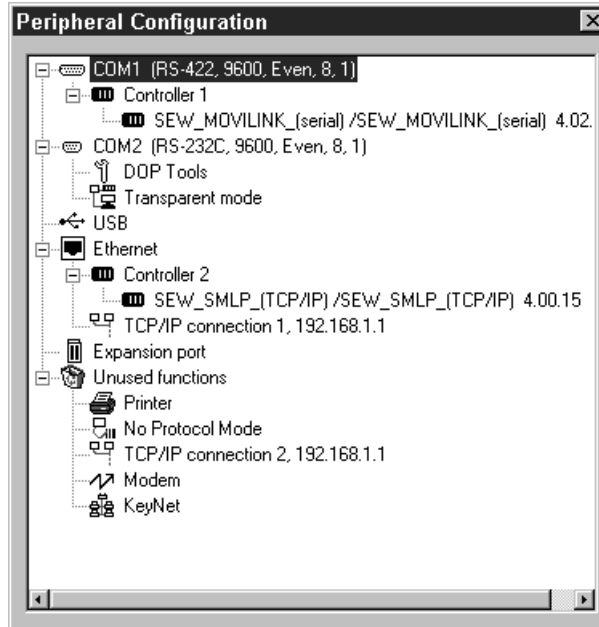 Peripheral Configuration
COM1 (RS-422, 9600, Even, 8, 1)
Controller 1
SEW_MOVILINK_(serial) /SEW_MOVILINK_(serial) 4.02.
COM2 (RS-232C, 9600, Even, 8, 1)
DOP Tools
Transparent mode
USB
Ethernet
Controller 2
SEW_SMLP_(TCP/IP) /SEW_SMLP_(TCP/IP) 4.00.15
TCP/IP connection 1, 192.168.1.1
Expansion port
Unused functions
Printer
No Protocol Mode
TCP/IP connection 2, 192.168.1.1
Modem
KeyNet